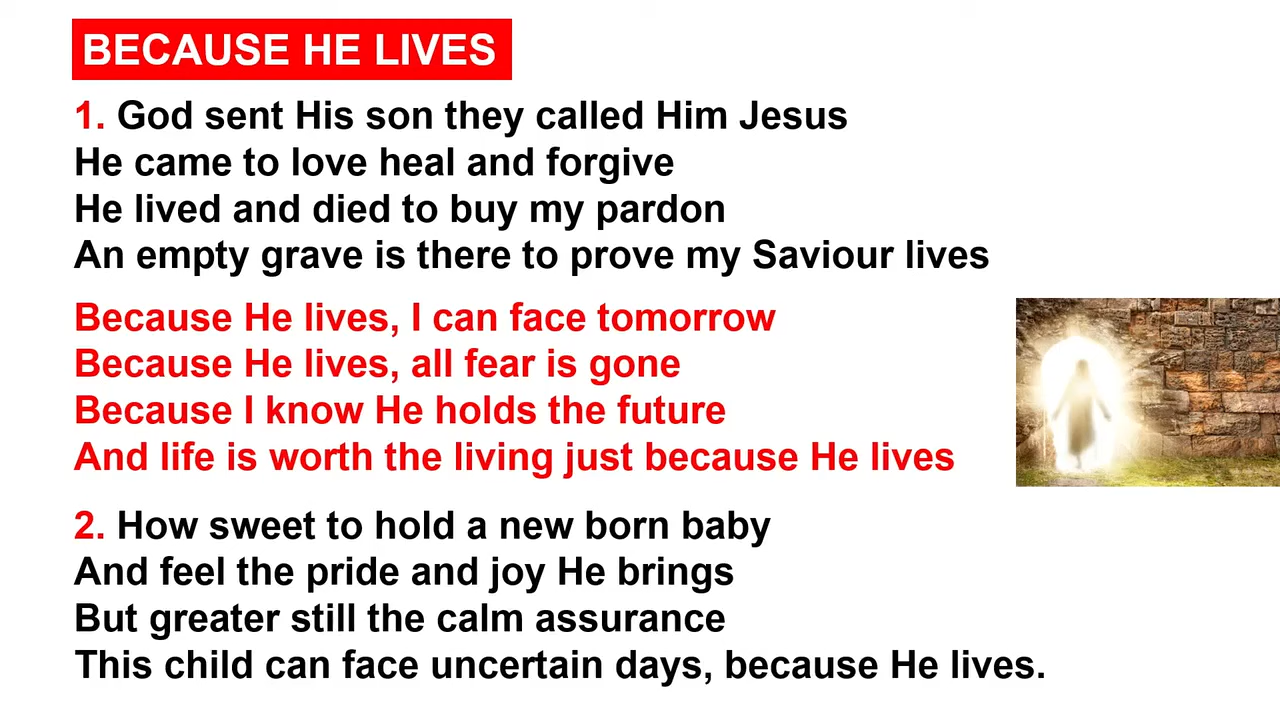 BECAUSE HE LIVES
1. God sent His son they called Him Jesus
He came to love heal and forgive
He lived and died to buy my pardon
An empty grave is there to prove my Saviour lives
Because He lives, I can face tomorrow
Because He lives, all fear is gone
Because I know He holds the future
And life is worth the living just because He lives
2. How sweet to hold a new born baby
And feel the pride and joy He brings
But greater still the calm assurance
This child can face uncertain days, because He lives.